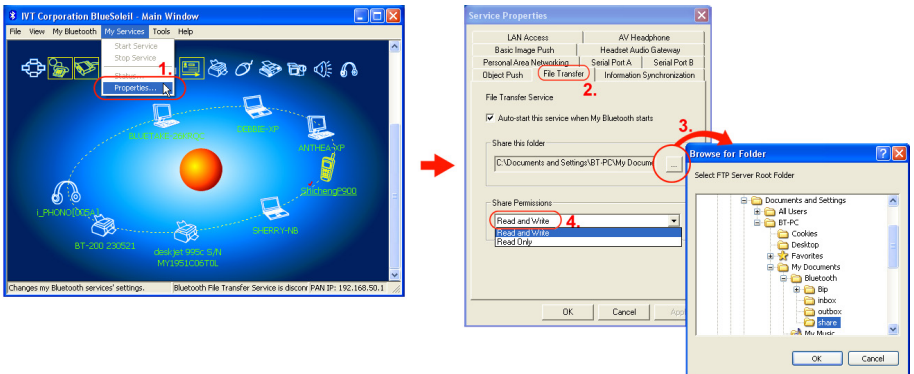 IVT Corporation BlueSoleil - Main Window
File View My Bluetooth My Services Tools Help
Start Service
Stop Service
Status...
1.
Properties...
DEBBIE-XP
ANTHEA-XP
ShichengP900
i_PHONO[005A]
SHERRY-NB
BT-200 230521
deskjet 995c S/N
MY1951C06T0L
Changes my Bluetooth services' settings. Bluetooth File Transfer Service is disconr PAN IP: 192.168.50.1
Service Properties
LAN Access AV Headphone
Basic Image Push Headset Audio Gateway
Personal Area Networking Serial Port A Serial Port B
Object Push File Transfer Information Synchronization
2.
File Transfer Service
Auto-start this service when My Bluetooth starts
3.
Share this folder
C:\Documents and Settings\BT-PC\My Docume ...
Share Permissions
Read and Write
4.
Read and Write
Read Only
OK Cancel App
Browse for Folder
Select FTP Server Root Folder
Documents and Settings
All Users
BT-PC
Cookies
Desktop
Favorites
My Documents
Bluetooth
Bip
inbox
outbox
share
My Music
OK Cancel